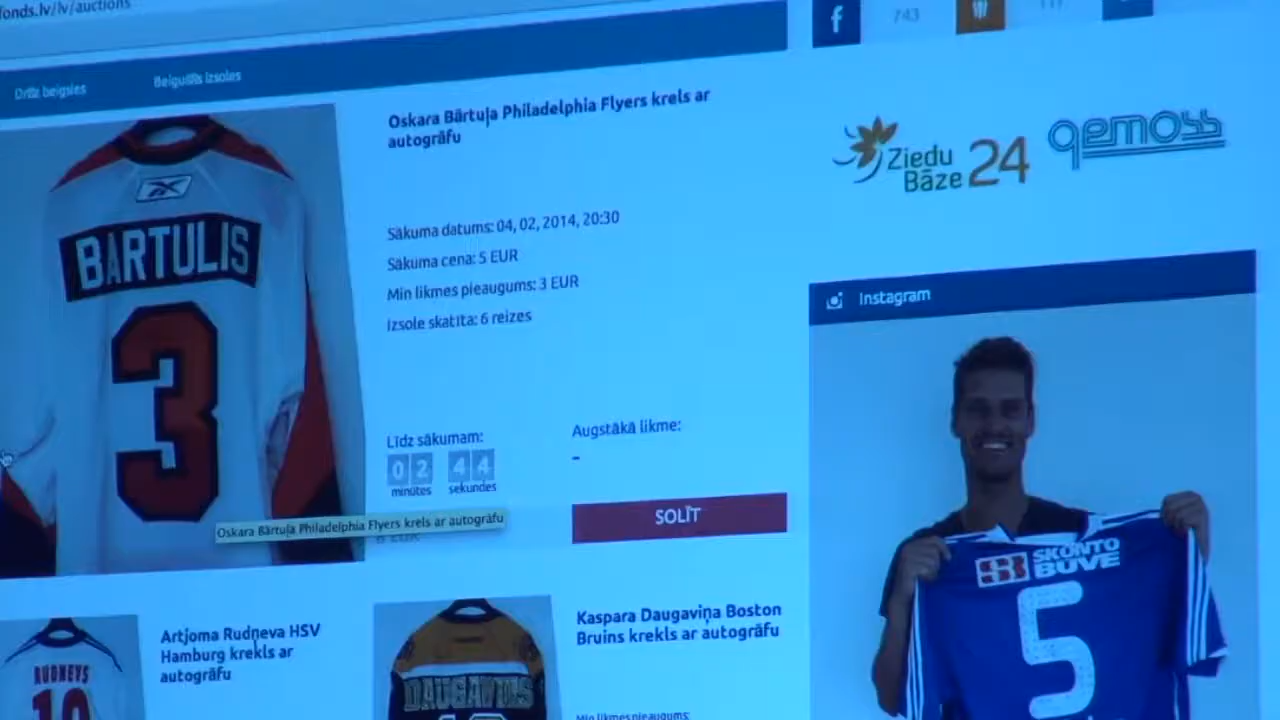 fonds.lv/lv/auctions
743
Drīz beigsies
Beigušās izsoles
Oskara Bārtuļa Philadelphia Flyers krels ar
autogrāfu
BARTULIS
3
Sākuma datums: 04, 02, 2014, 20:30
Sākuma cena: 5 EUR
Min likmes pieaugums: 3 EUR
Izsole skatīta: 6 reizes
Līdz sākumam:
02 44
minūtes sekundes
Augstākā likme:
-
SOLĪT
Oskara Bārtuļa Philadelphia Flyers krels ar autogrāfu
Ziedu
Bāze 24
gemoss
Instagram
SKONTO
BŪVE
5
RUDNEVS
10
Artjoma Rudņeva HSV
Hamburg krekls ar
autogrāfu
DAUGAVINS
Kaspara Daugaviņa Boston
Bruins krekls ar autogrāfu
Min likmes pieaugums: